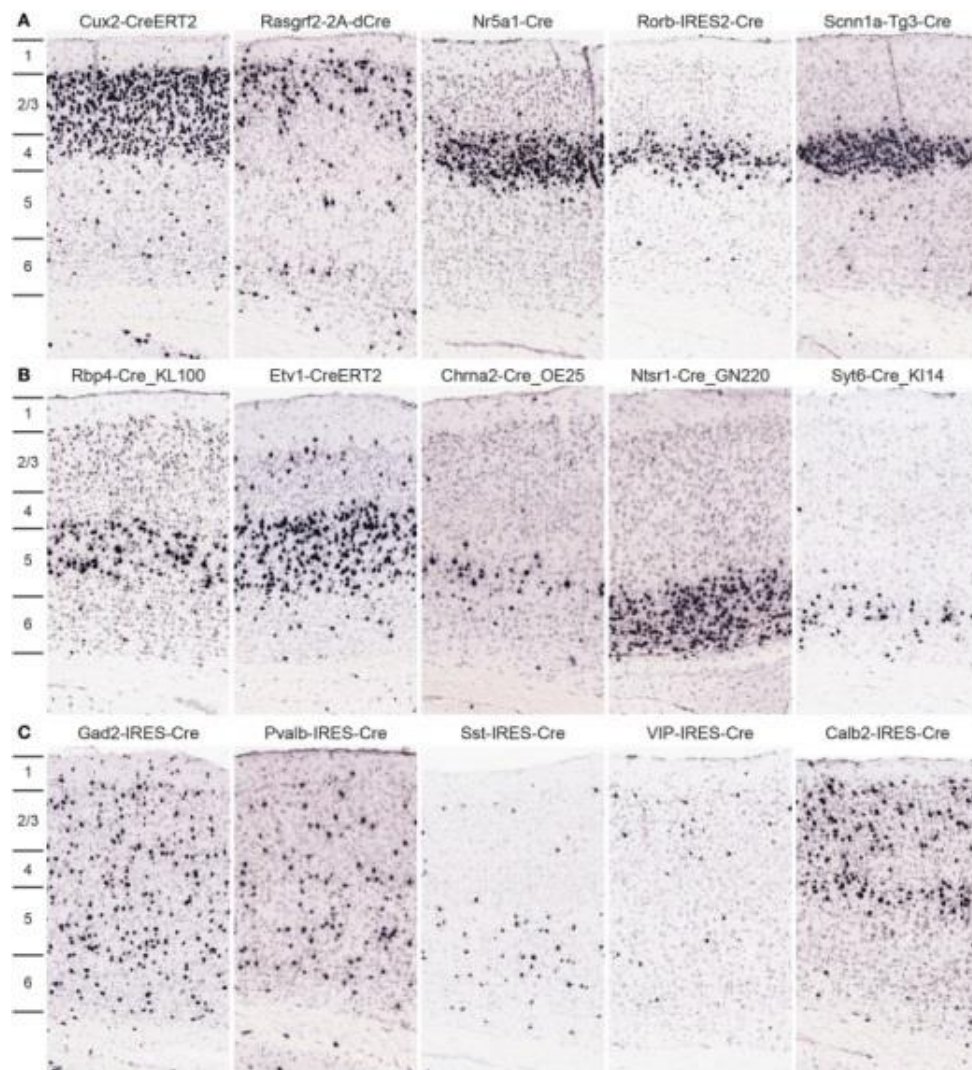 A
Cux2-CreERT2 Rasgrf2-2A-dCre Nr5a1-Cre Rorb-IRES2-Cre Scnn1a-Tg3-Cre
1
2/3
4
5
6
B
Rbp4-Cre_KL100 Etv1-CreERT2 Chrna2-Cre_OE25 Ntsr1-Cre_GN220 Syt6-Cre_KI14
1
2/3
4
5
6
C
Gad2-IRES-Cre Pvalb-IRES-Cre Sst-IRES-Cre VIP-IRES-Cre Calb2-IRES-Cre
1
2/3
4
5
6